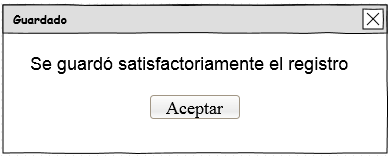 Guardado
Se guardó satisfactoriamente el registro
Aceptar